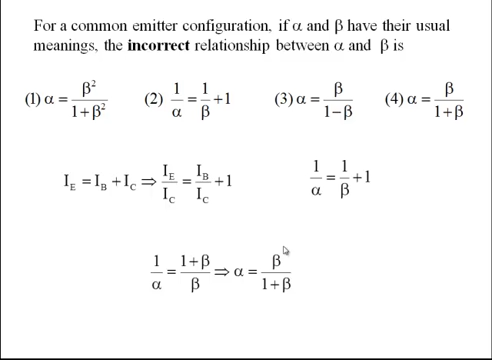 For a common emitter configuration, if α and β have their usual
meanings, the incorrect relationship between α and β is
(1) α = β²/(1+β²) (2) 1/α = 1/β + 1 (3) α = β/(1−β) (4) α = β/(1+β)
I_E = I_B + I_C ⇒ I_E/I_C = I_B/I_C + 1 1/α = 1/β + 1
1/α = (1+β)/β ⇒ α = β/(1+β)